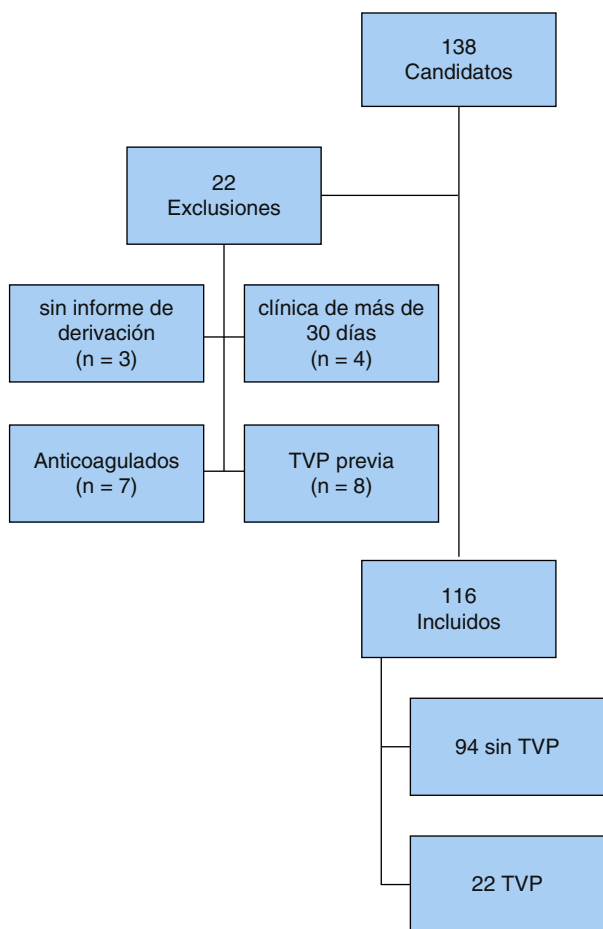 138
Candidatos
22
Exclusiones
sin informe de
derivación
(n = 3)
clínica de más de
30 días
(n = 4)
Anticoagulados
(n = 7)
TVP previa
(n = 8)
116
Incluidos
94 sin TVP
22 TVP